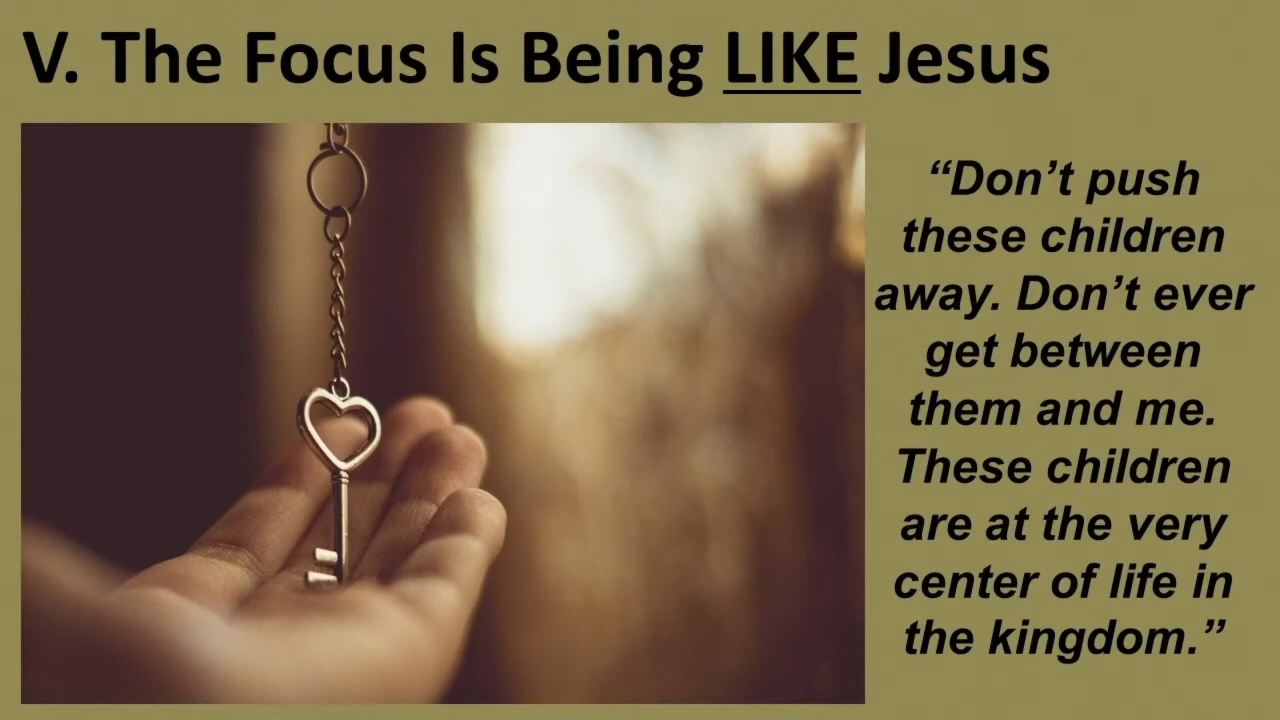 V. The Focus Is Being LIKE Jesus
“Don’t push
these children
away. Don’t ever
get between
them and me.
These children
are at the very
center of life in
the kingdom.”